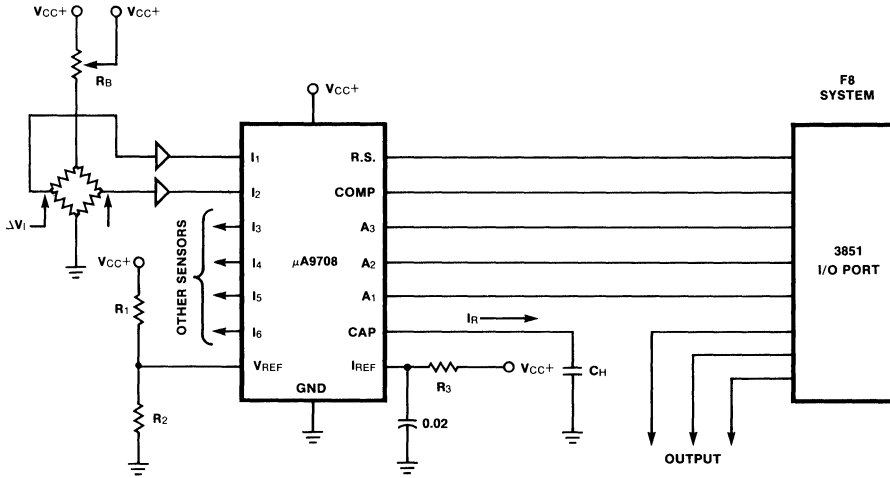 VCC+
VCC+
RB
VCC+
F8
SYSTEM
I1
R.S.
I2
COMP
ΔVI
I3
A3
OTHER SENSORS
I4
μA9708
A2
3851
I/O PORT
VCC+
I5
A1
R1
IR
I6
CAP
VREF
IREF
R3
VCC+
CH
GND
R2
0.02
OUTPUT